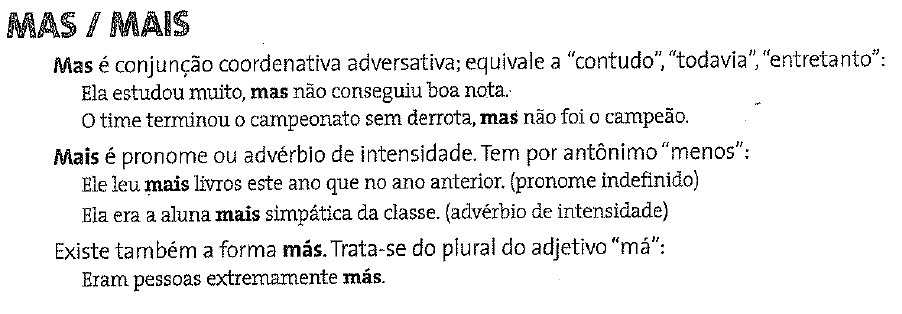 MAS / MAIS
Mas é conjunção coordenativa adversativa; equivale a “contudo”, “todavia”, “entretanto”:
Ela estudou muito, mas não conseguiu boa nota.
O time terminou o campeonato sem derrota, mas não foi o campeão.
Mais é pronome ou advérbio de intensidade. Tem por antônimo “menos”:
Ele leu mais livros este ano que no ano anterior. (pronome indefinido)
Ela era a aluna mais simpática da classe. (advérbio de intensidade)
Existe também a forma más. Trata-se do plural do adjetivo “má”:
Eram pessoas extremamente más.